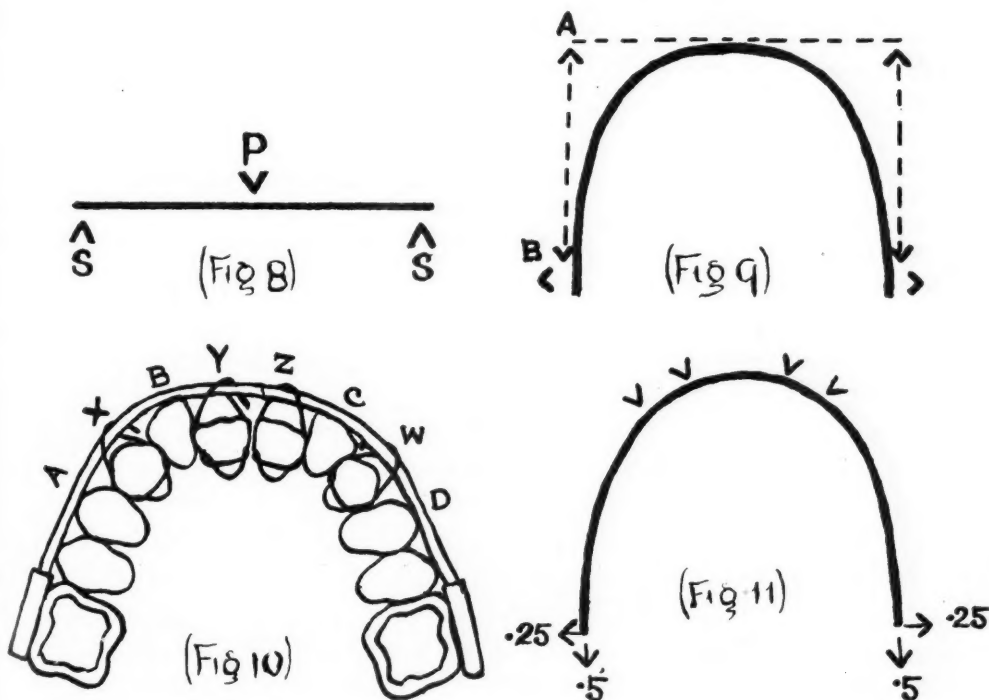 P
S S
(Fig 8)
A
B
(Fig 9)
A X B Y Z C W D
(Fig 10)
(Fig 11)
.25 .25
.5 .5